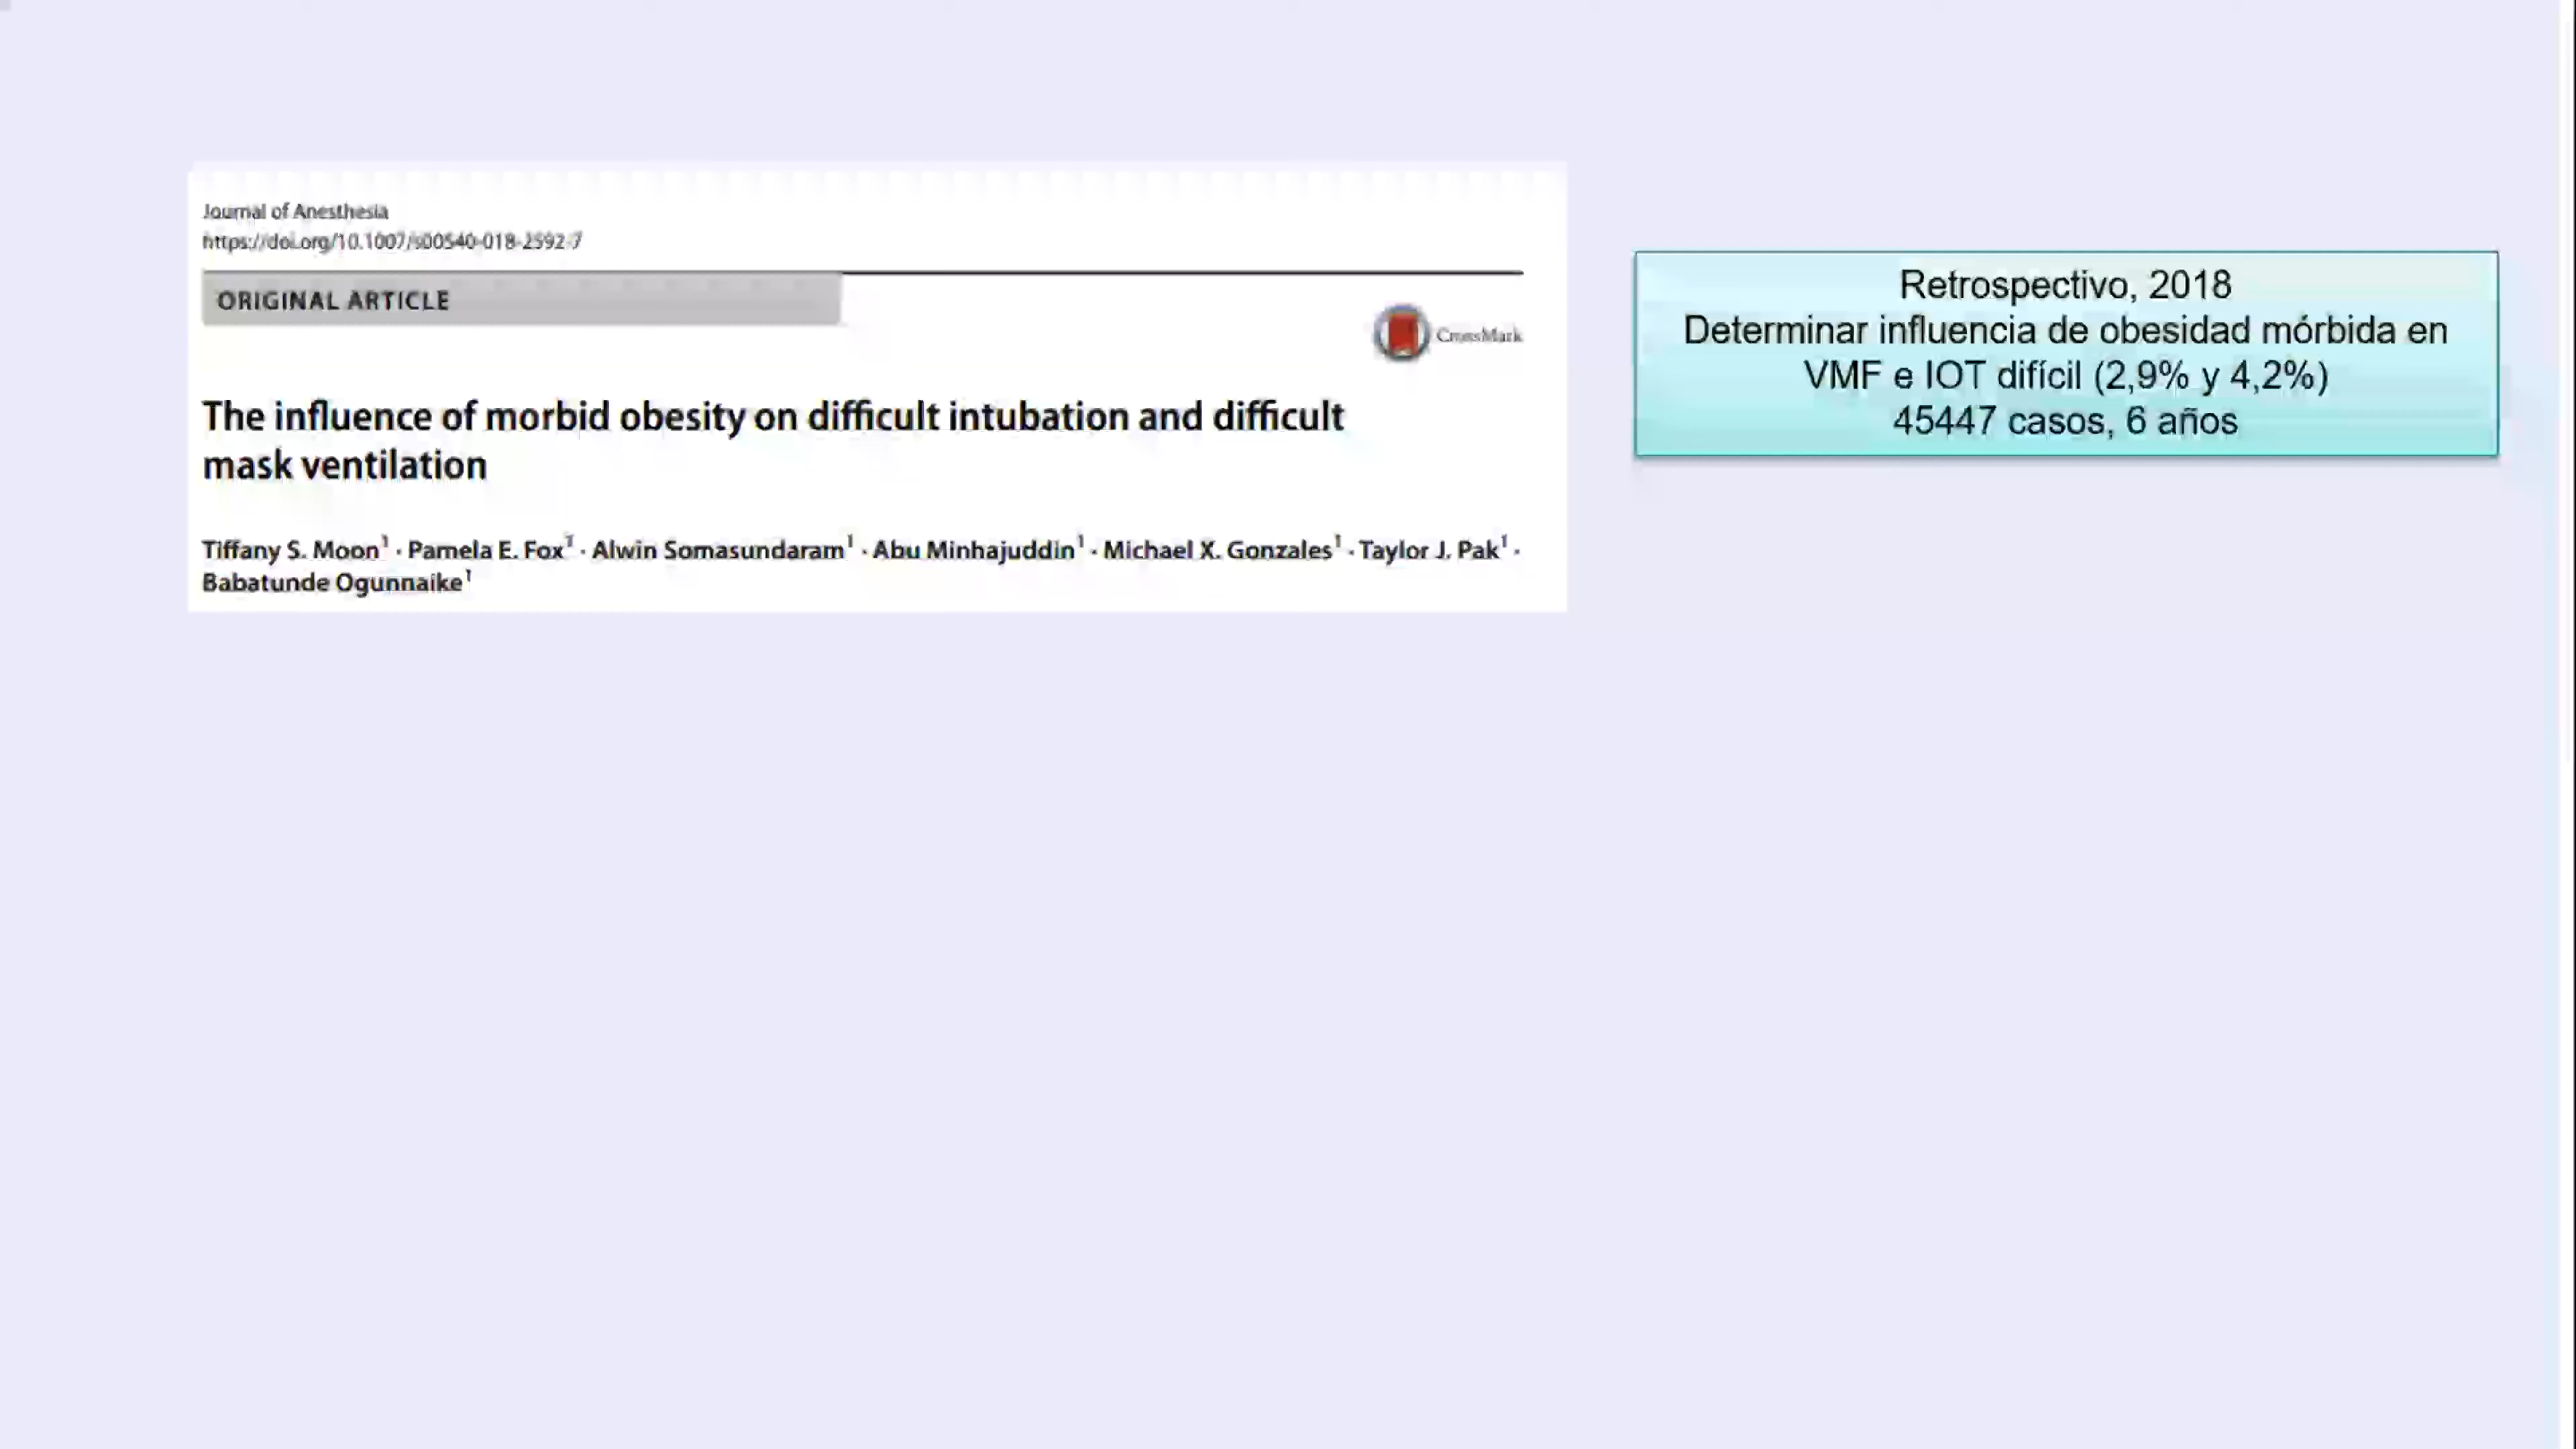 Journal of Anesthesia
https://doi.org/10.1007/s00540-018-2592-7
ORIGINAL ARTICLE
CrossMark
The influence of morbid obesity on difficult intubation and difficult
mask ventilation
Tiffany S. Moon¹ · Pamela E. Fox¹ · Alwin Somasundaram¹ · Abu Minhajuddin¹ · Michael X. Gonzales¹ · Taylor J. Pak¹ ·
Babatunde Ogunnaike¹
Retrospectivo, 2018
Determinar influencia de obesidad mórbida en
VMF e IOT difícil (2,9% y 4,2%)
45447 casos, 6 años